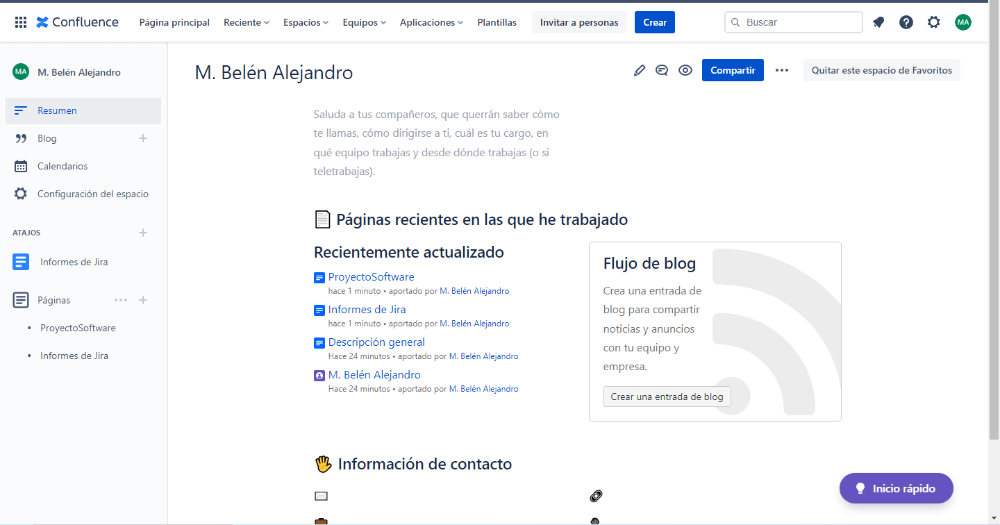 Confluence
Página principal
Reciente
Espacios
Equipos
Aplicaciones
Plantillas
Invitar a personas
Crear
Buscar
MA
MA
M. Belén Alejandro
Resumen
Blog
Calendarios
Configuración del espacio
ATAJOS
Informes de Jira
Páginas
• ProyectoSoftware
• Informes de Jira
M. Belén Alejandro
Compartir
Quitar este espacio de Favoritos
Saluda a tus compañeros, que querrán saber cómo
te llamas, cómo dirigirse a ti, cuál es tu cargo, en
qué equipo trabajas y desde dónde trabajas (o si
teletrabajas).
Páginas recientes en las que he trabajado
Recientemente actualizado
ProyectoSoftware
hace 1 minuto • aportado por M. Belén Alejandro
Informes de Jira
hace 1 minuto • aportado por M. Belén Alejandro
Descripción general
Hace 24 minutos • aportado por M. Belén Alejandro
M. Belén Alejandro
Hace 24 minutos • aportado por M. Belén Alejandro
Flujo de blog
Crea una entrada de
blog para compartir
noticias y anuncios
con tu equipo y
empresa.
Crear una entrada de blog
Información de contacto
Inicio rápido